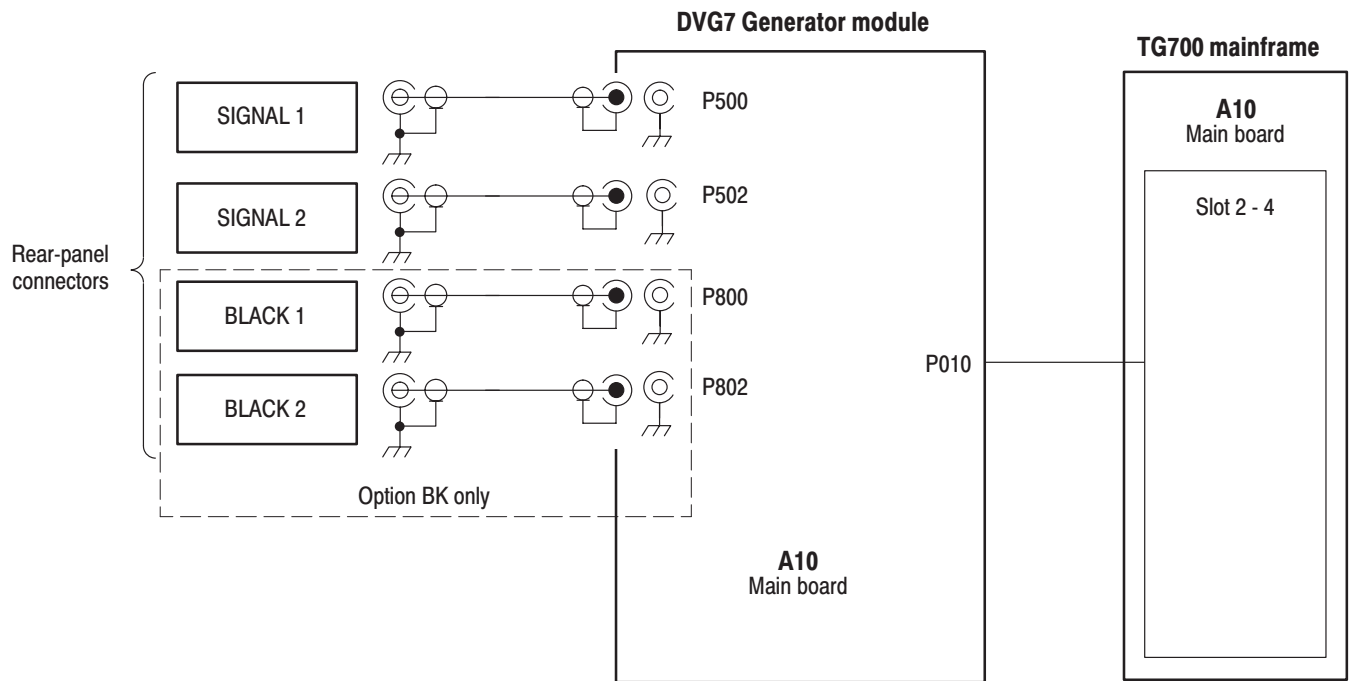 DVG7 Generator module
TG700 mainframe
Rear-panel
connectors
SIGNAL 1
P500
SIGNAL 2
P502
BLACK 1
P800
BLACK 2
P802
Option BK only
A10
Main board
P010
A10
Main board
Slot 2 - 4